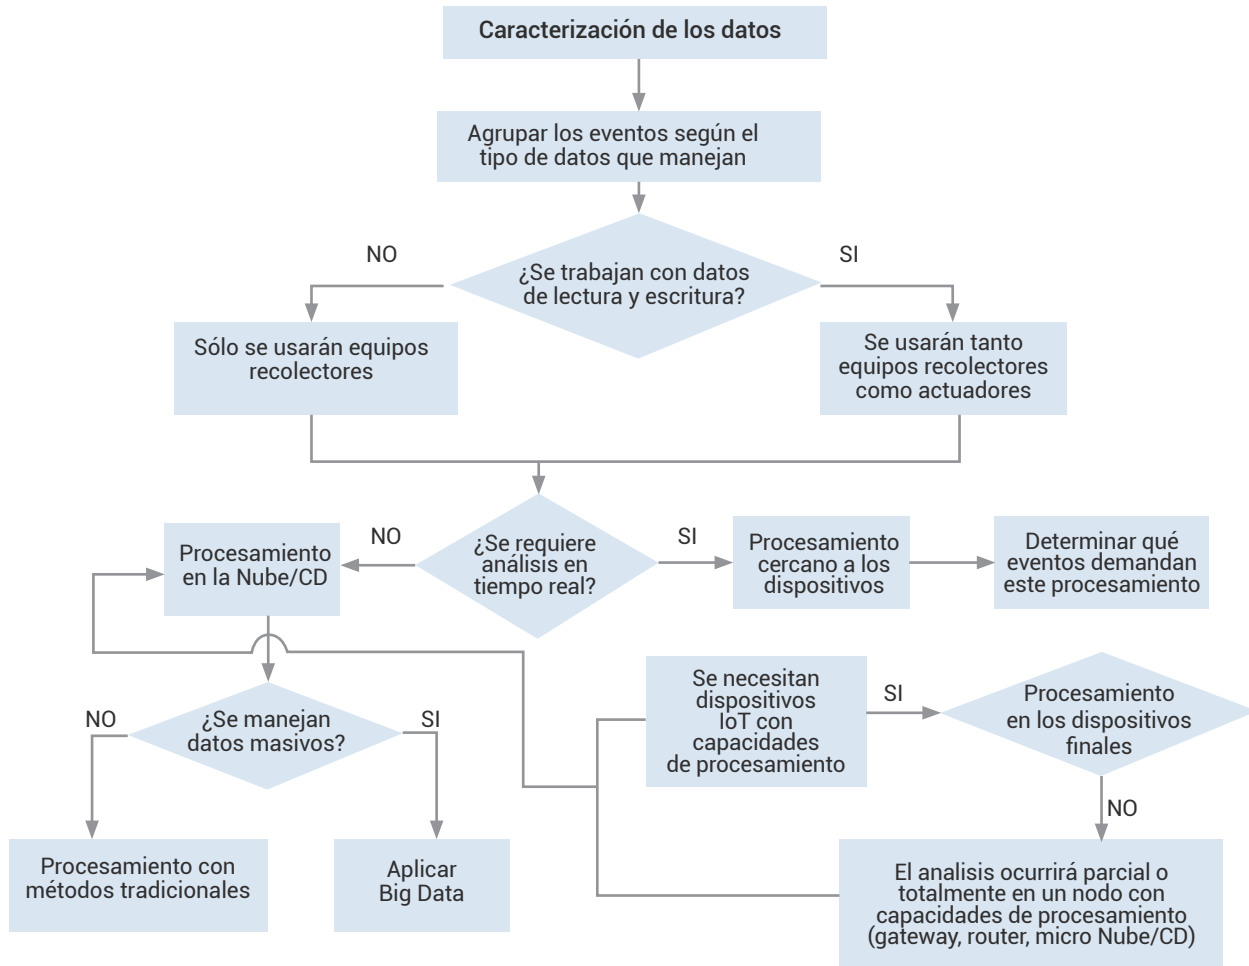 Caracterización de los datos
Agrupar los eventos según el
tipo de datos que manejan
NO
SI
¿Se trabajan con datos
de lectura y escritura?
Sólo se usarán equipos
recolectores
Se usarán tanto
equipos recolectores
como actuadores
Procesamiento
en la Nube/CD
NO
¿Se requiere
análisis en
tiempo real?
SI
Procesamiento
cercano a los
dispositivos
Determinar qué
eventos demandan
este procesamiento
Se necesitan
dispositivos
IoT con
capacidades
de procesamiento
SI
Procesamiento
en los dispositivos
finales
NO
¿Se manejan
datos masivos?
SI
NO
Procesamiento con
métodos tradicionales
Aplicar
Big Data
El analisis ocurrirá parcial o
totalmente en un nodo con
capacidades de procesamiento
(gateway, router, micro Nube/CD)